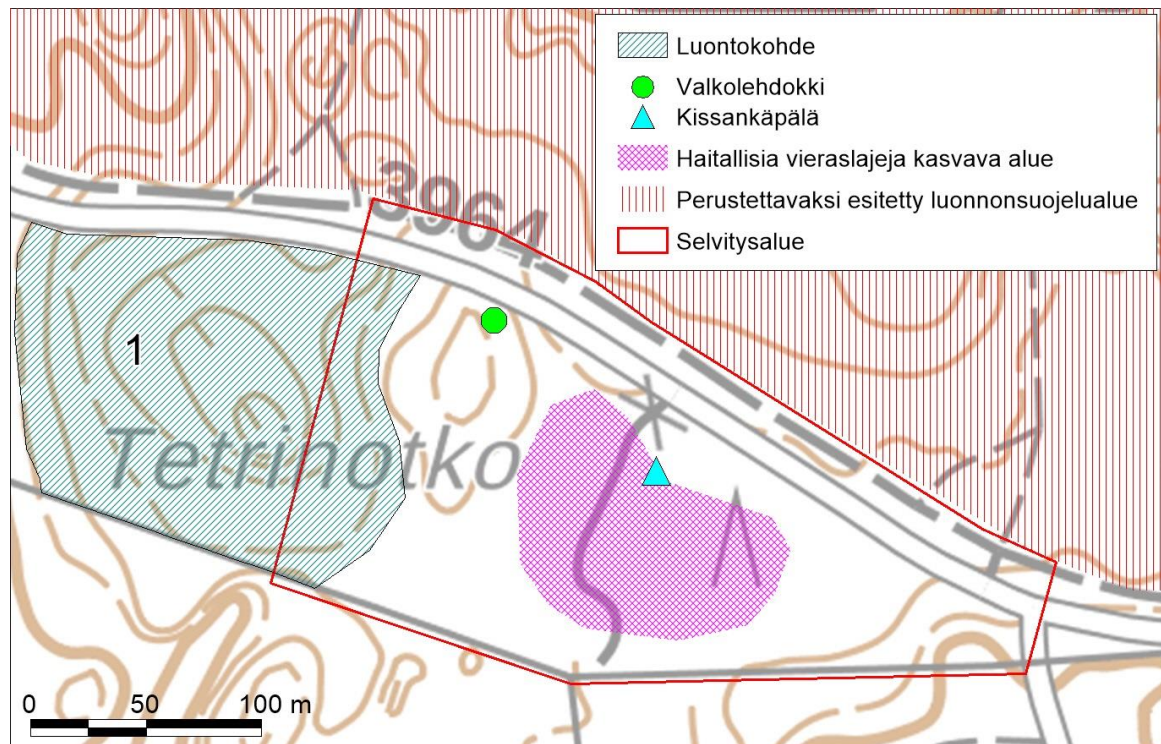 Luontokohde
Valkolehdokki
Kissankäpälä
Haitallisia vieraslajeja kasvava alue
Perustettavaksi esitetty luonnonsuojelualue
Selvitysalue
3964
1
Tetrinotko
0 50 100 m